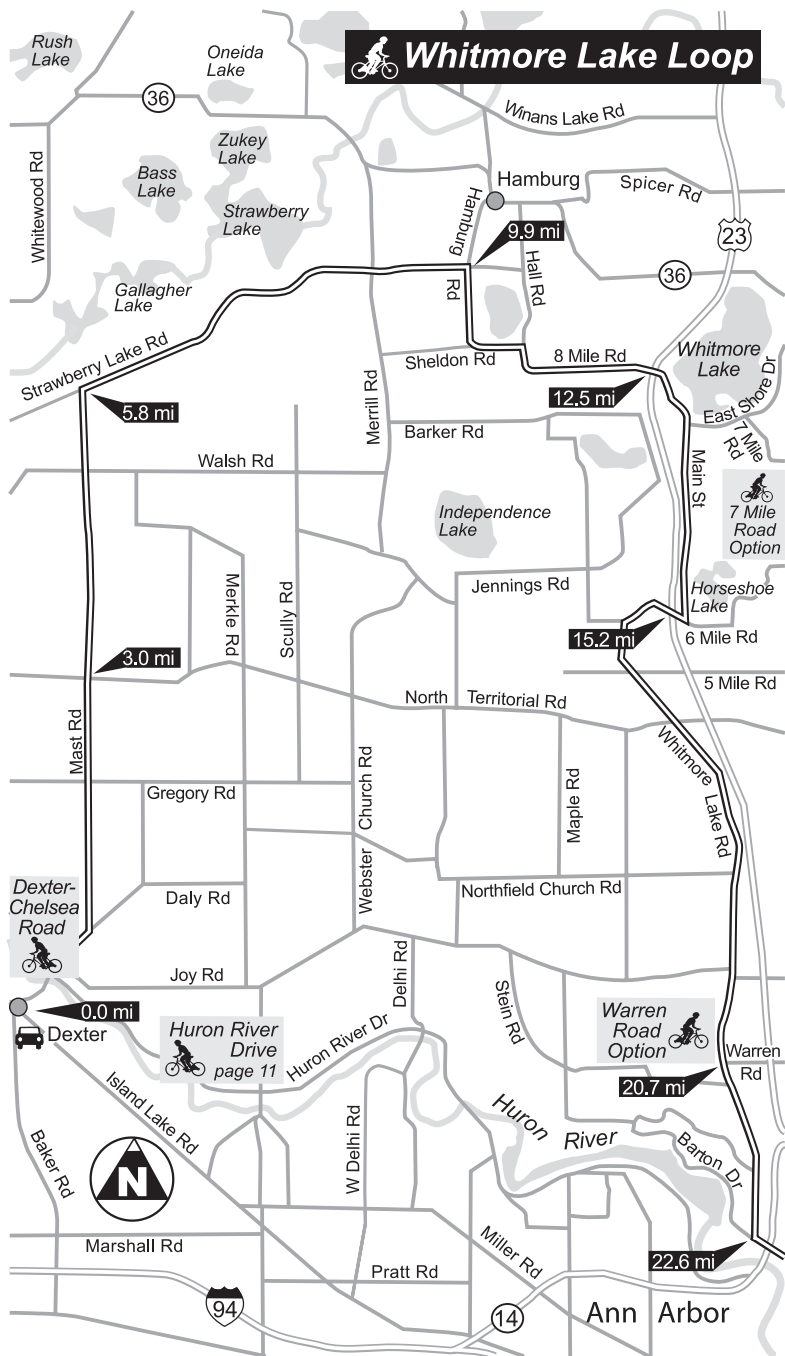 Whitmore Lake Loop
Rush
Lake
Oneida
Lake
36
Winans Lake Rd
Whitewood Rd
Zukey
Lake
Bass
Lake
Strawberry
Lake
Hamburg
Spicer Rd
Hamburg
Rd
9.9 mi
Hall Rd
23
36
Gallagher
Lake
Strawberry Lake Rd
5.8 mi
Merrill Rd
Sheldon Rd
8 Mile Rd
12.5 mi
Whitmore
Lake
East Shore Dr
7 Mile
Rd
Barker Rd
Main St
Walsh Rd
7 Mile
Road
Option
Independence
Lake
Jennings Rd
Horseshoe
Lake
Merkle Rd
Scully Rd
15.2 mi
6 Mile Rd
3.0 mi
5 Mile Rd
North
Territorial Rd
Mast Rd
Whitmore
Lake Rd
Gregory Rd
Church Rd
Maple Rd
Dexter-
Chelsea
Road
Daly Rd
Webster
Northfield Church Rd
Joy Rd
Delhi Rd
Stein Rd
0.0 mi
Dexter
Huron River
Drive
page 11
Huron River Dr
Warren
Road
Option
Warren
Rd
20.7 mi
Island Lake Rd
Huron
River
Barton Dr
Baker Rd
N
W Delhi Rd
Marshall Rd
Miller Rd
22.6 mi
Pratt Rd
94
14
Ann Arbor